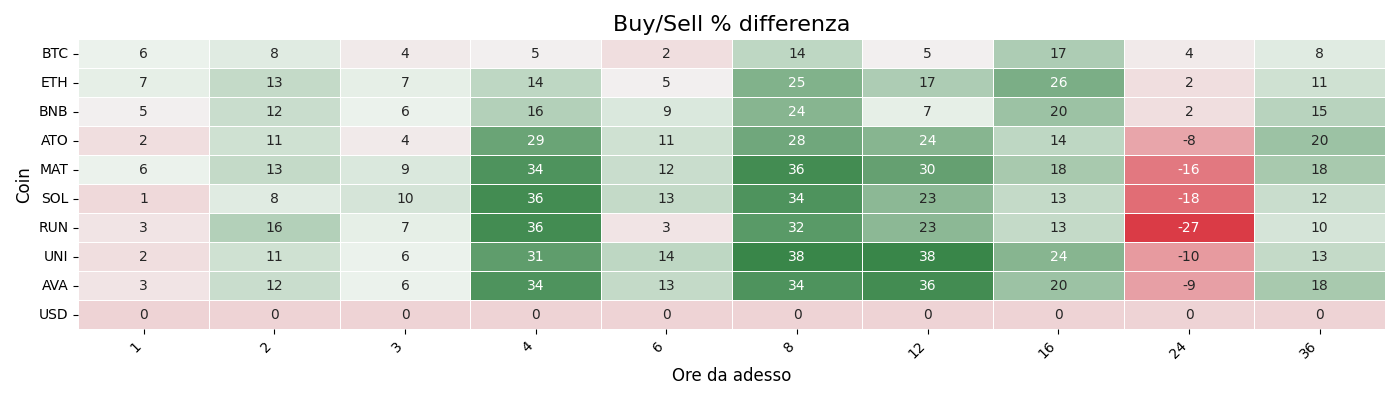 Buy/Sell % differenza
Coin
BTC 6 8 4 5 2 14 5 17 4 8
ETH 7 13 7 14 5 25 17 26 2 11
BNB 5 12 6 16 9 24 7 20 2 15
ATO 2 11 4 29 11 28 24 14 -8 20
MAT 6 13 9 34 12 36 30 18 -16 18
SOL 1 8 10 36 13 34 23 13 -18 12
RUN 3 16 7 36 3 32 23 13 -27 10
UNI 2 11 6 31 14 38 38 24 -10 13
AVA 3 12 6 34 13 34 36 20 -9 18
USD 0 0 0 0 0 0 0 0 0 0
1 2 3 4 6 8 12 16 24 36
Ore da adesso